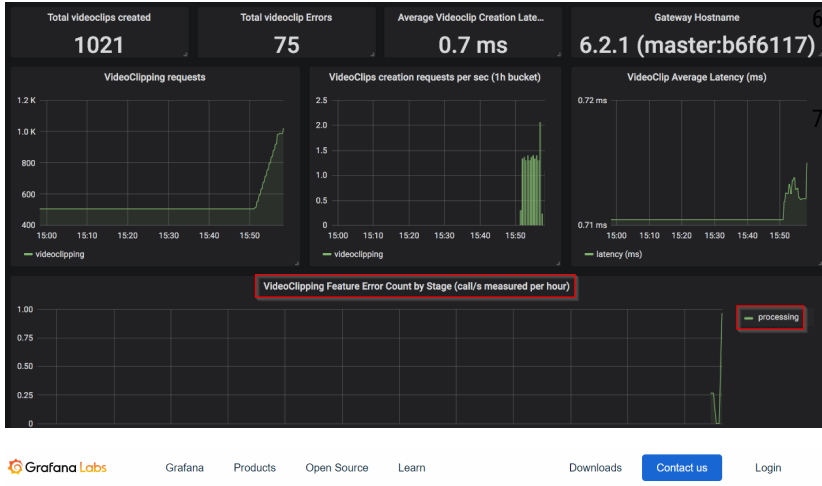 Total videoclips created
1021
Total videoclip Errors
75
Average Videoclip Creation Late...
0.7 ms
Gateway Hostname
6.2.1 (master:b6f6117)
6
VideoClipping requests
1.2 K
1.0 K
800
600
400
15:00 15:10 15:20 15:30 15:40 15:50
videoclipping
VideoClips creation requests per sec (1h bucket)
2.5
2.0
1.5
1.0
0.5
0
15:00 15:10 15:20 15:30 15:40 15:50
videoclipping
VideoClip Average Latency (ms)
0.72 ms
0.71 ms
15:00 15:10 15:20 15:30 15:40 15:50
latency (ms)
7
VideoClipping Feature Error Count by Stage (call/s measured per hour)
1.00
0.75
0.50
0.25
0
processing
Grafana Labs Grafana Products Open Source Learn Downloads Contact us Login